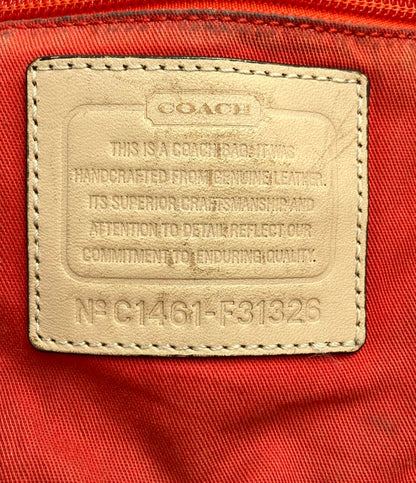 COACH
THIS IS A COACH BAG. IT WAS
HANDCRAFTED FROM GENUINE LEATHER.
ITS SUPERIOR CRAFTSMANSHIP AND
ATTENTION TO DETAIL REFLECT OUR
COMMITMENT TO ENDURING QUALITY.
Nº C1461-F31326